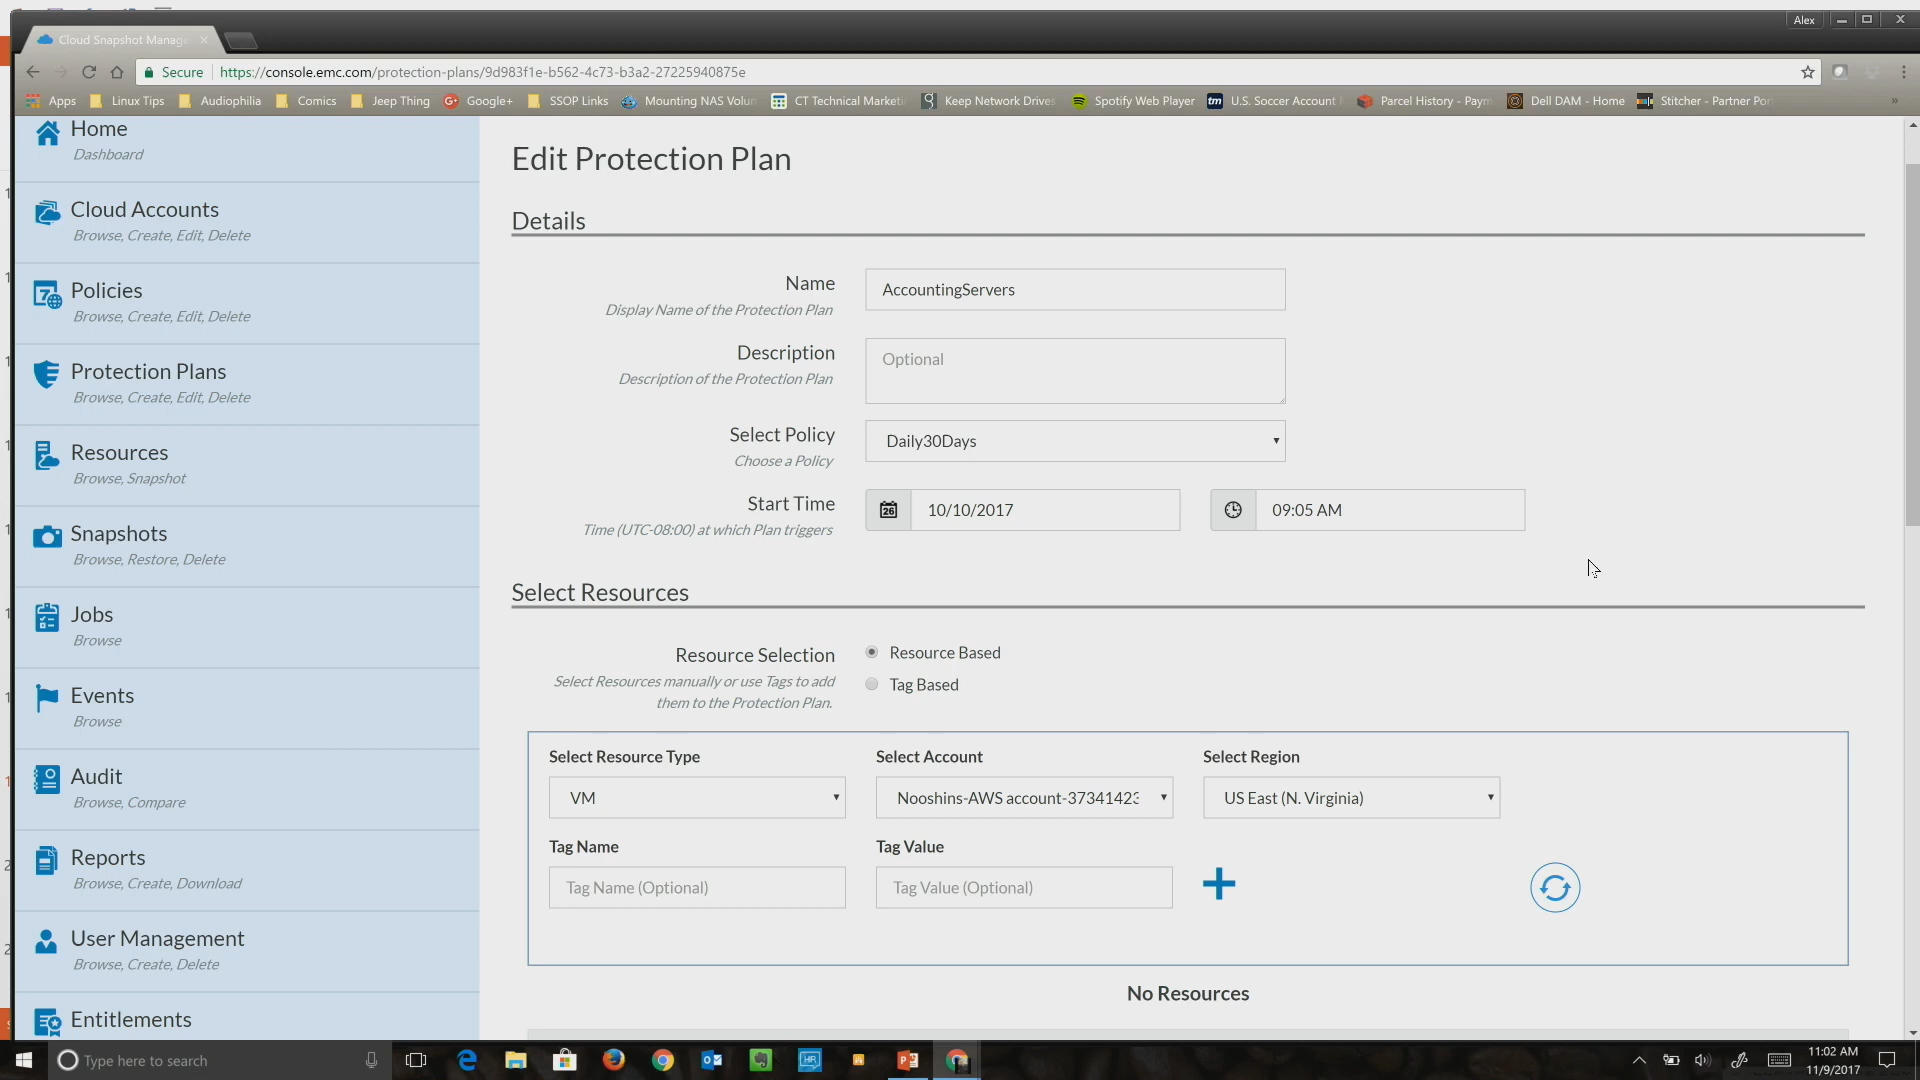 Alex
Cloud Snapshot Manage
Secure
https://console.emc.com/protection-plans/9d983f1e-b562-4c73-b3a2-27225940875e
Apps
Linux Tips
Audiophilia
Comics
Jeep Thing
Google+
SSOP Links
Mounting NAS Volun
CT Technical Marketi
Keep Network Drives
Spotify Web Player
tm
U.S. Soccer Account
Parcel History - Paym
Dell DAM - Home
Stitcher - Partner Por
»
Home
Dashboard
Cloud Accounts
Browse, Create, Edit, Delete
Policies
Browse, Create, Edit, Delete
Protection Plans
Browse, Create, Edit, Delete
Resources
Browse, Snapshot
Snapshots
Browse, Restore, Delete
Jobs
Browse
Events
Browse
Audit
Browse, Compare
Reports
Browse, Create, Download
User Management
Browse, Create, Delete
Entitlements
Edit Protection Plan
Details
Name
Display Name of the Protection Plan
AccountingServers
Description
Description of the Protection Plan
Optional
Select Policy
Choose a Policy
Daily30Days
Start Time
Time (UTC-08:00) at which Plan triggers
26
10/10/2017
09:05 AM
Select Resources
Resource Selection
Select Resources manually or use Tags to add
them to the Protection Plan.
Resource Based
Tag Based
Select Resource Type
Select Account
Select Region
VM
Nooshins-AWS account-37341423
US East (N. Virginia)
Tag Name
Tag Value
Tag Name (Optional)
Tag Value (Optional)
No Resources
Type here to search
11:02 AM
11/9/2017